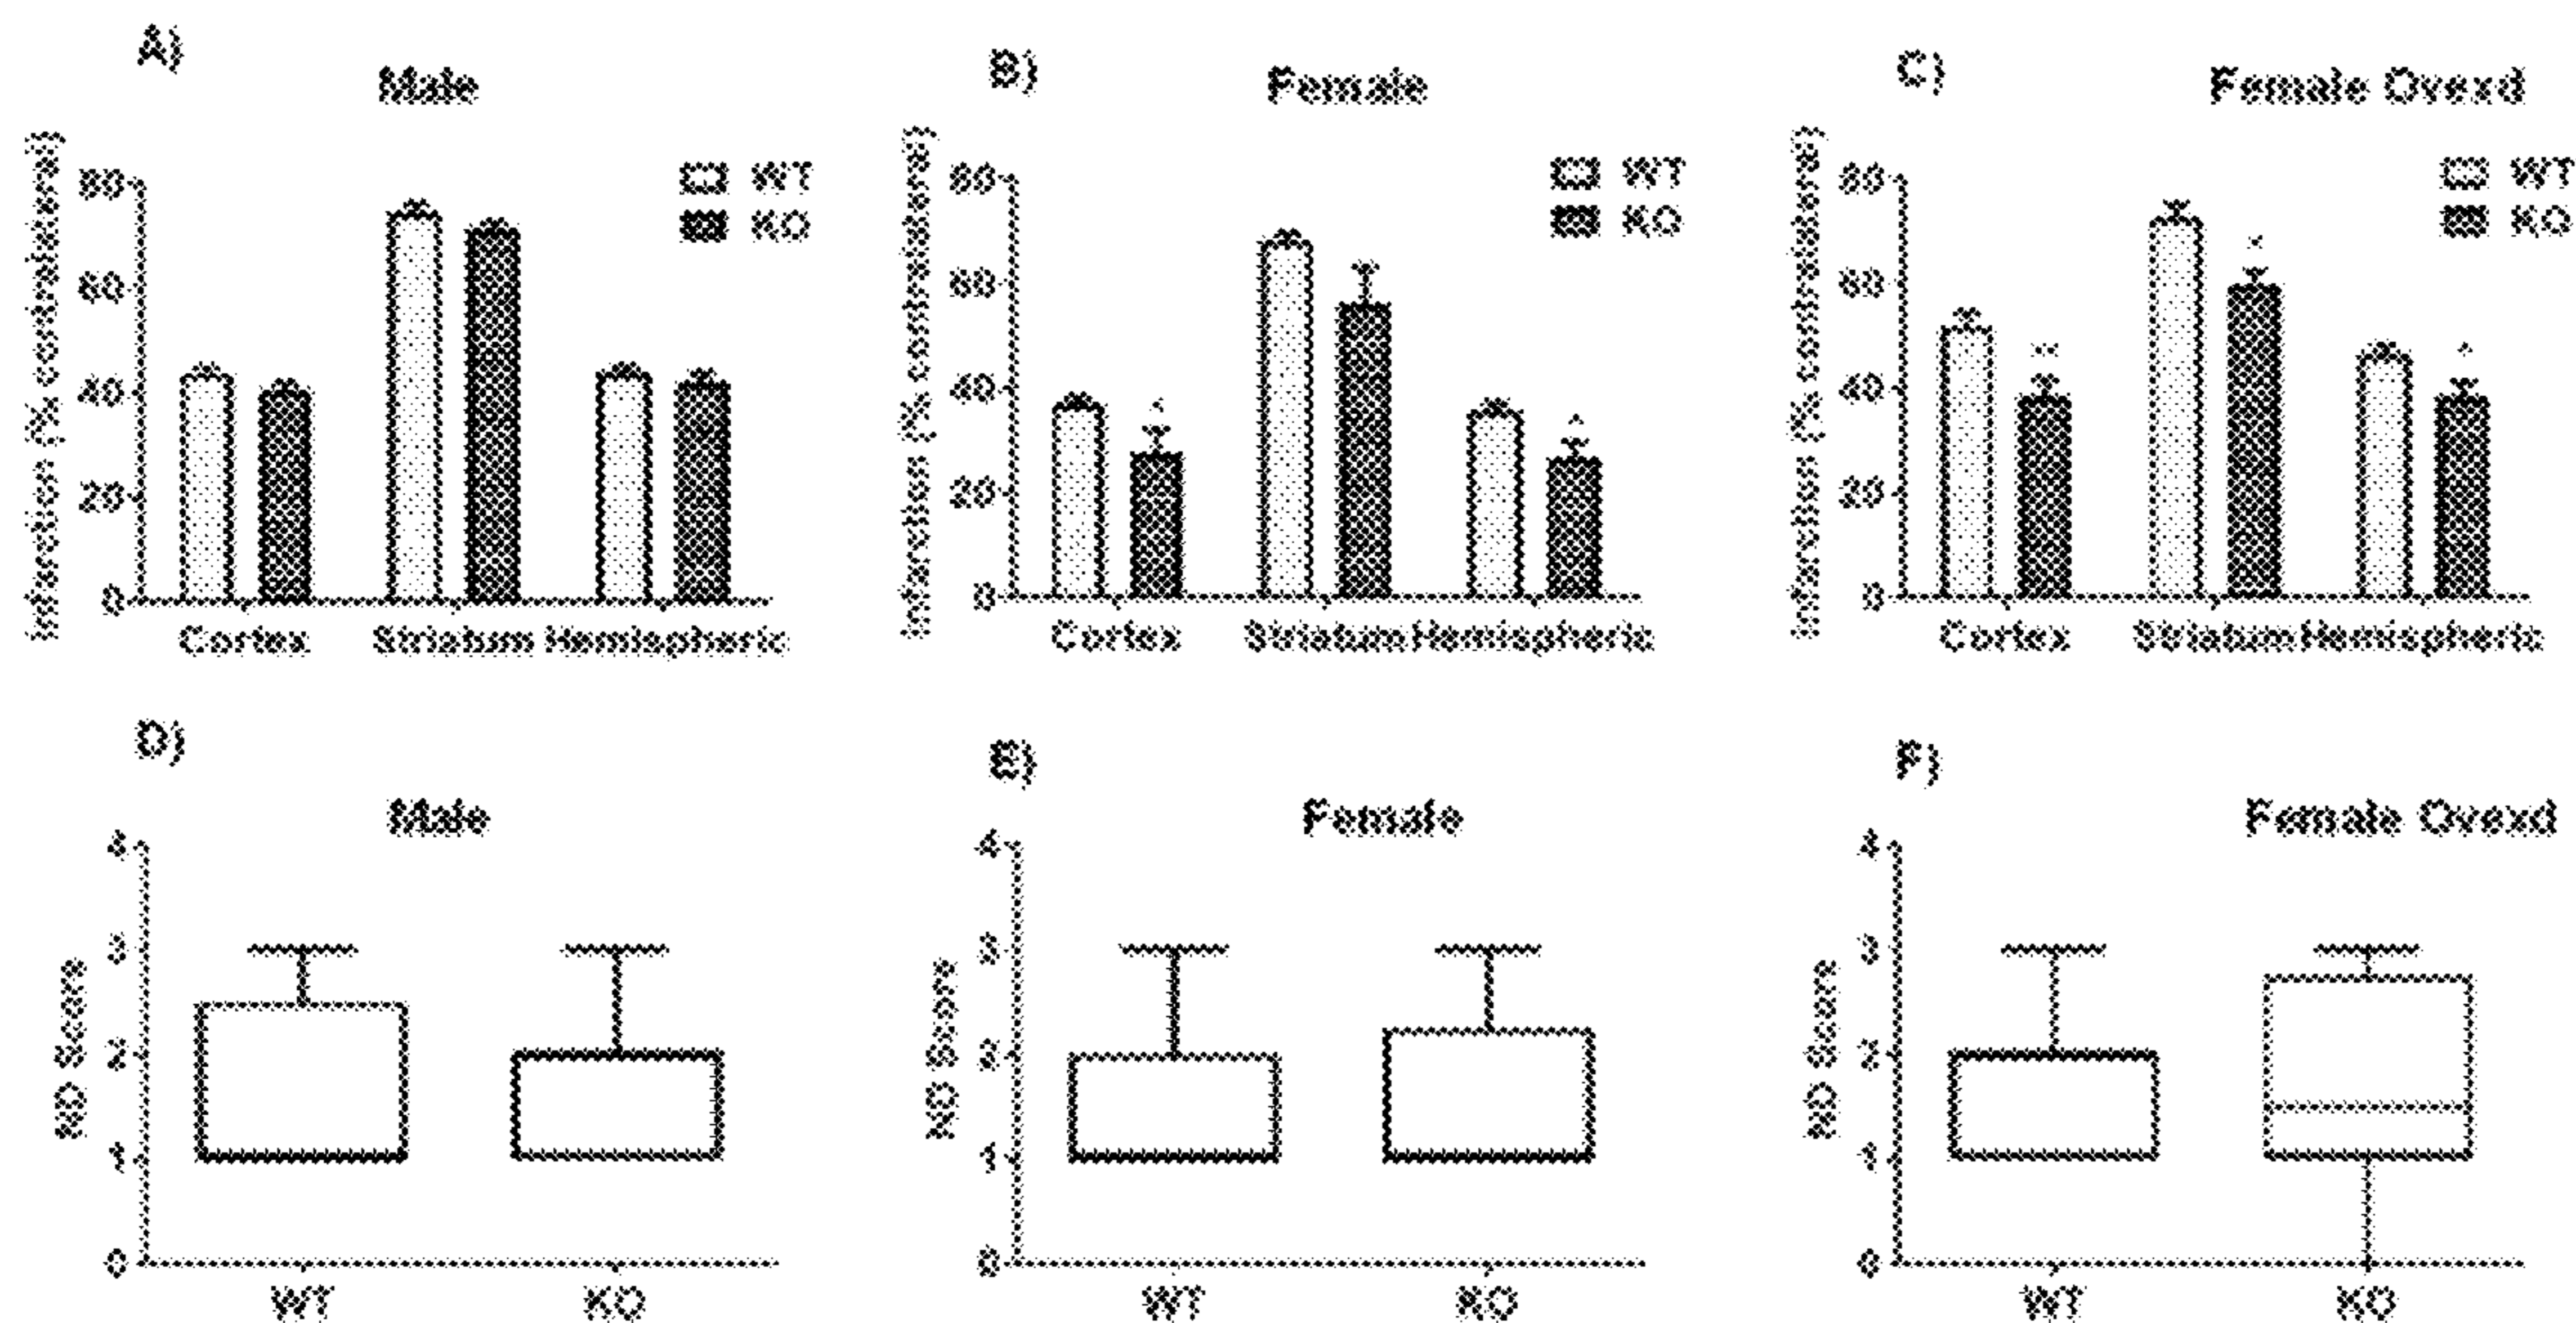 A)
Male
Infarction (% contralateral)
80
60
40
20
0
WT
KO
Cortex Striatum Hemispheric
B)
Female
Infarction (% contralateral)
80
60
40
20
0
WT
KO
Cortex Striatum Hemispheric
C)
Female Ovexd
Infarction (% contralateral)
80
60
40
20
0
WT
KO
Cortex Striatum Hemispheric
D)
Male
ND Score
4
3
2
1
0
WT KO
E)
Female
ND Score
4
3
2
1
0
WT KO
F)
Female Ovexd
ND Score
4
3
2
1
0
WT KO